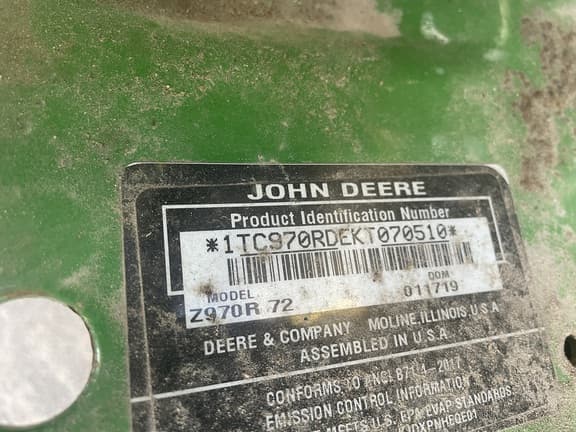 JOHN DEERE
Product Identification Number
*1TC970RDEKT070510*
MODEL DOM
Z970R 72 011719
DEERE & COMPANY MOLINE, ILLINOIS, U.S.A
ASSEMBLED IN U.S.A.
CONFORMS TO ANSI B71.4-2017
EMISSION CONTROL INFORMATION
MEETS U.S. EPA EVAP STANDARDS